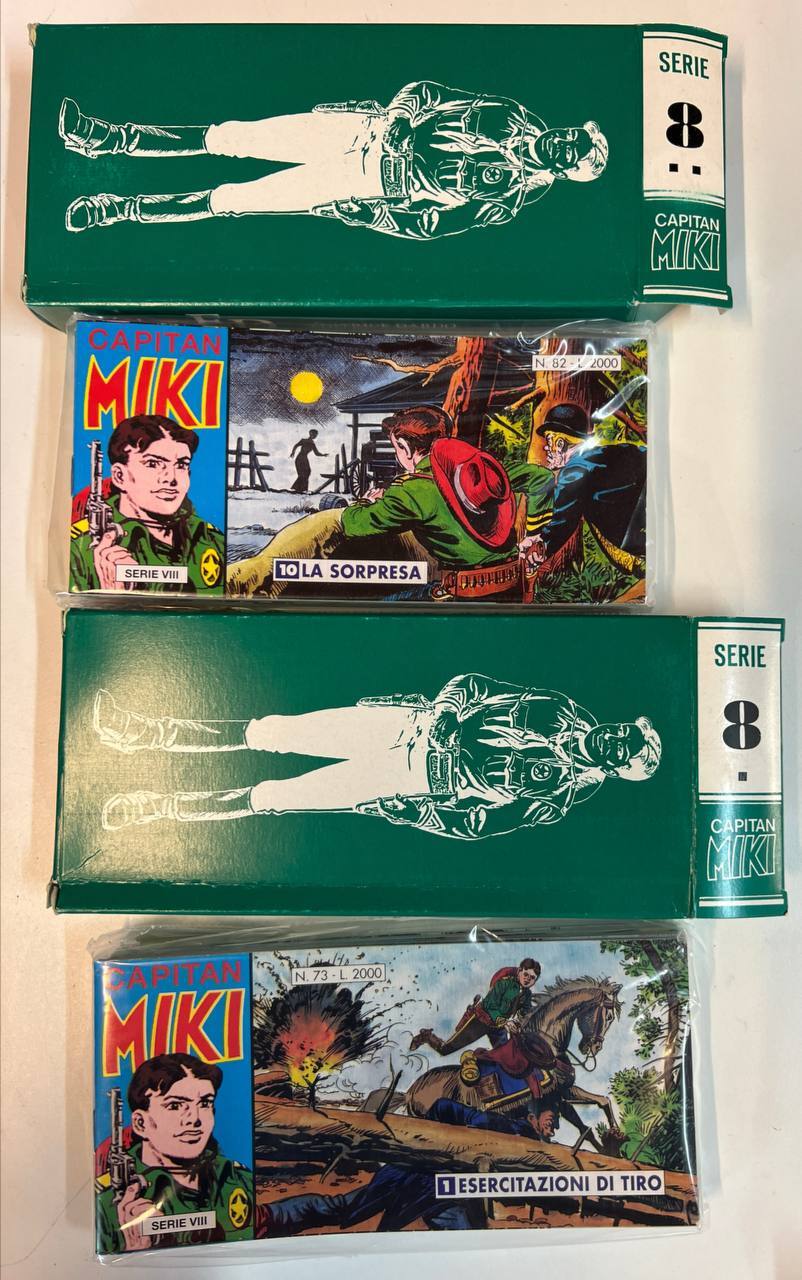 SERIE
8
CAPITAN
MIKI
CAPITAN
MIKI
N. 82 - L. 2000
SERIE VIII
10 LA SORPRESA
SERIE
8
CAPITAN
MIKI
CAPITAN
MIKI
N. 73 - L. 2000
1 ESERCITAZIONI DI TIRO
SERIE VIII